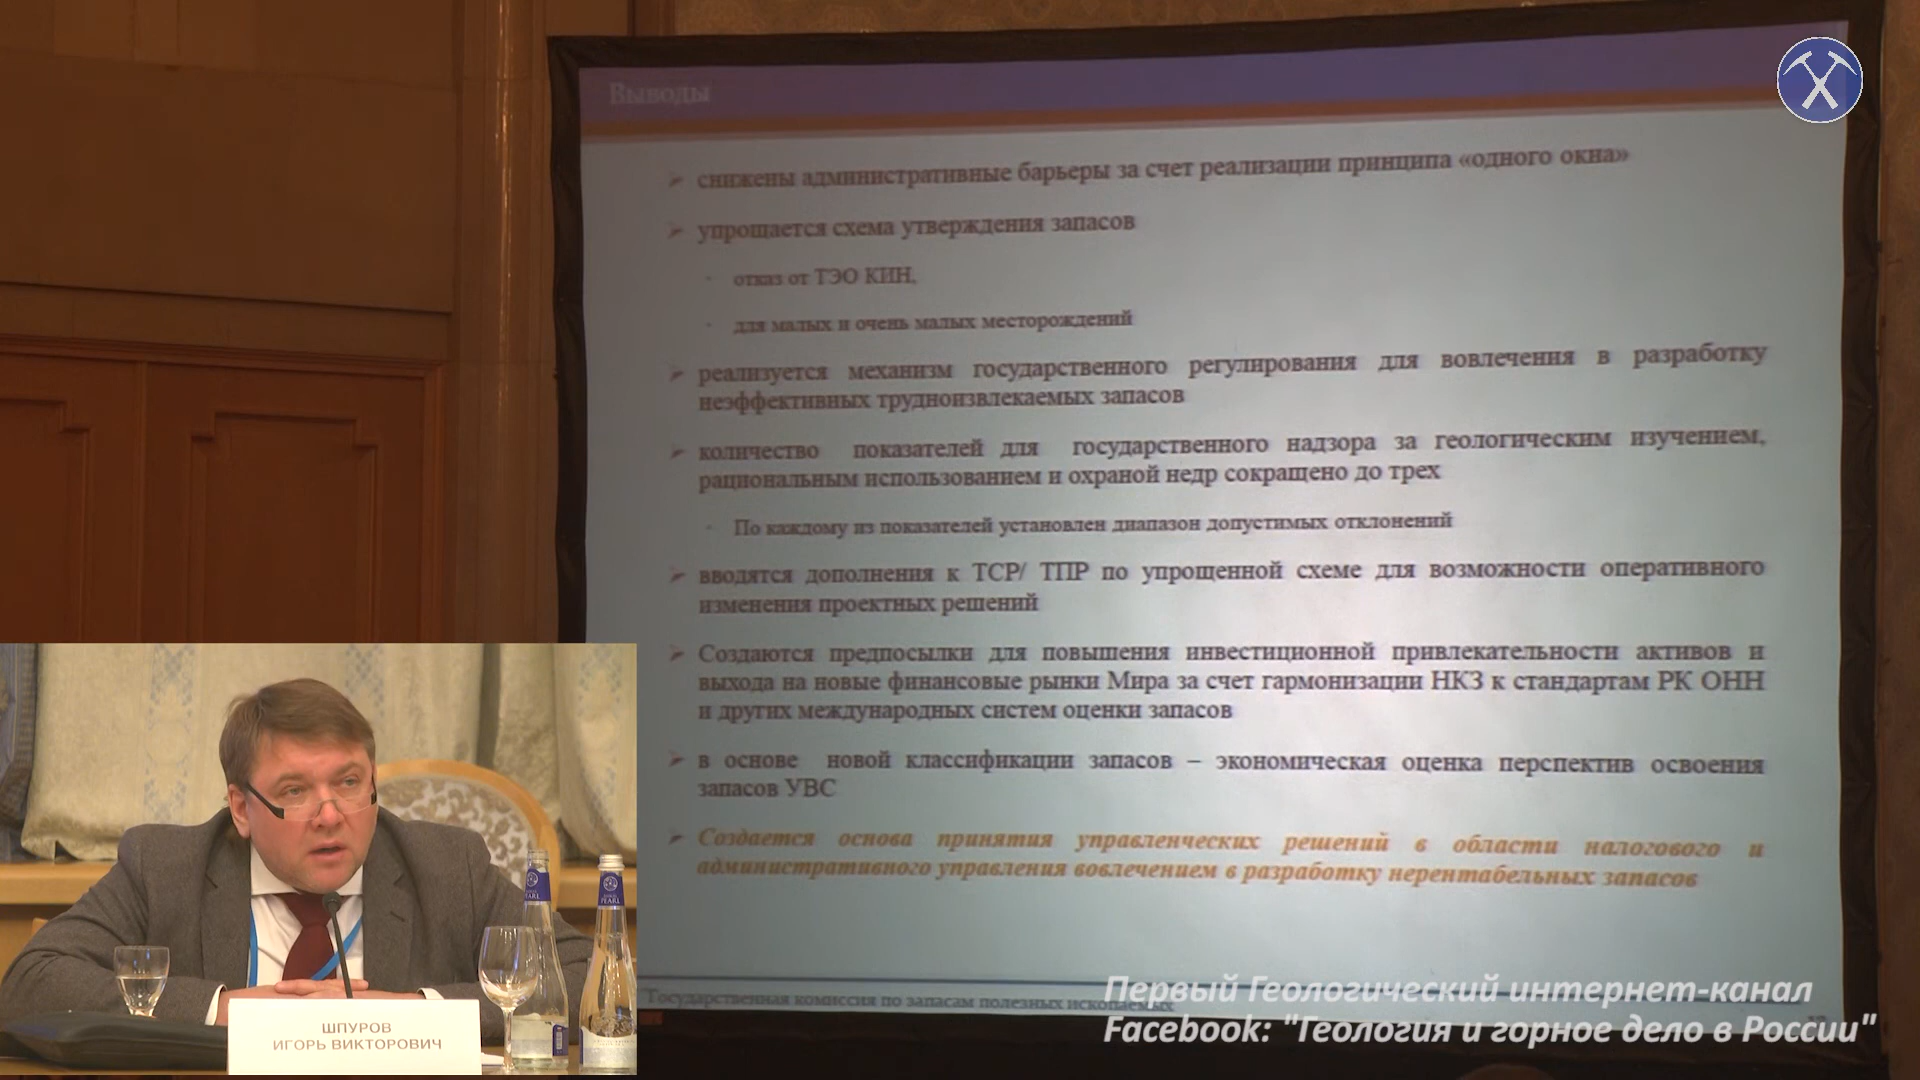 Выводы
снижены административные барьеры за счет реализации принципа «одного окна»
упрощается схема утверждения запасов
отказ от ТЭО КИН,
для малых и очень малых месторождений
реализуется механизм государственного регулирования для вовлечения в разработку
неэффективных трудноизвлекаемых запасов
количество показателей для государственного надзора за геологическим изучением,
рациональным использованием и охраной недр сокращено до трех
По каждому из показателей установлен диапазон допустимых отклонений
вводятся дополнения к ТСР/ ТПР по упрощенной схеме для возможности оперативного
изменения проектных решений
Создаются предпосылки для повышения инвестиционной привлекательности активов и
выхода на новые финансовые рынки Мира за счет гармонизации НКЗ к стандартам РК ООН
и других международных систем оценки запасов
в основе новой классификации запасов – экономическая оценка перспектив освоения
запасов УВС
Создается основа принятия управленческих решений в области налогового и
административного управления вовлечением в разработку нерентабельных запасов
Государственная комиссия по запасам полезных ископаемых
Первый Геологический интернет-канал
Facebook: "Геология и горное дело в России"
ШПУРОВ
ИГОРЬ ВИКТОРОВИЧ
PEARL